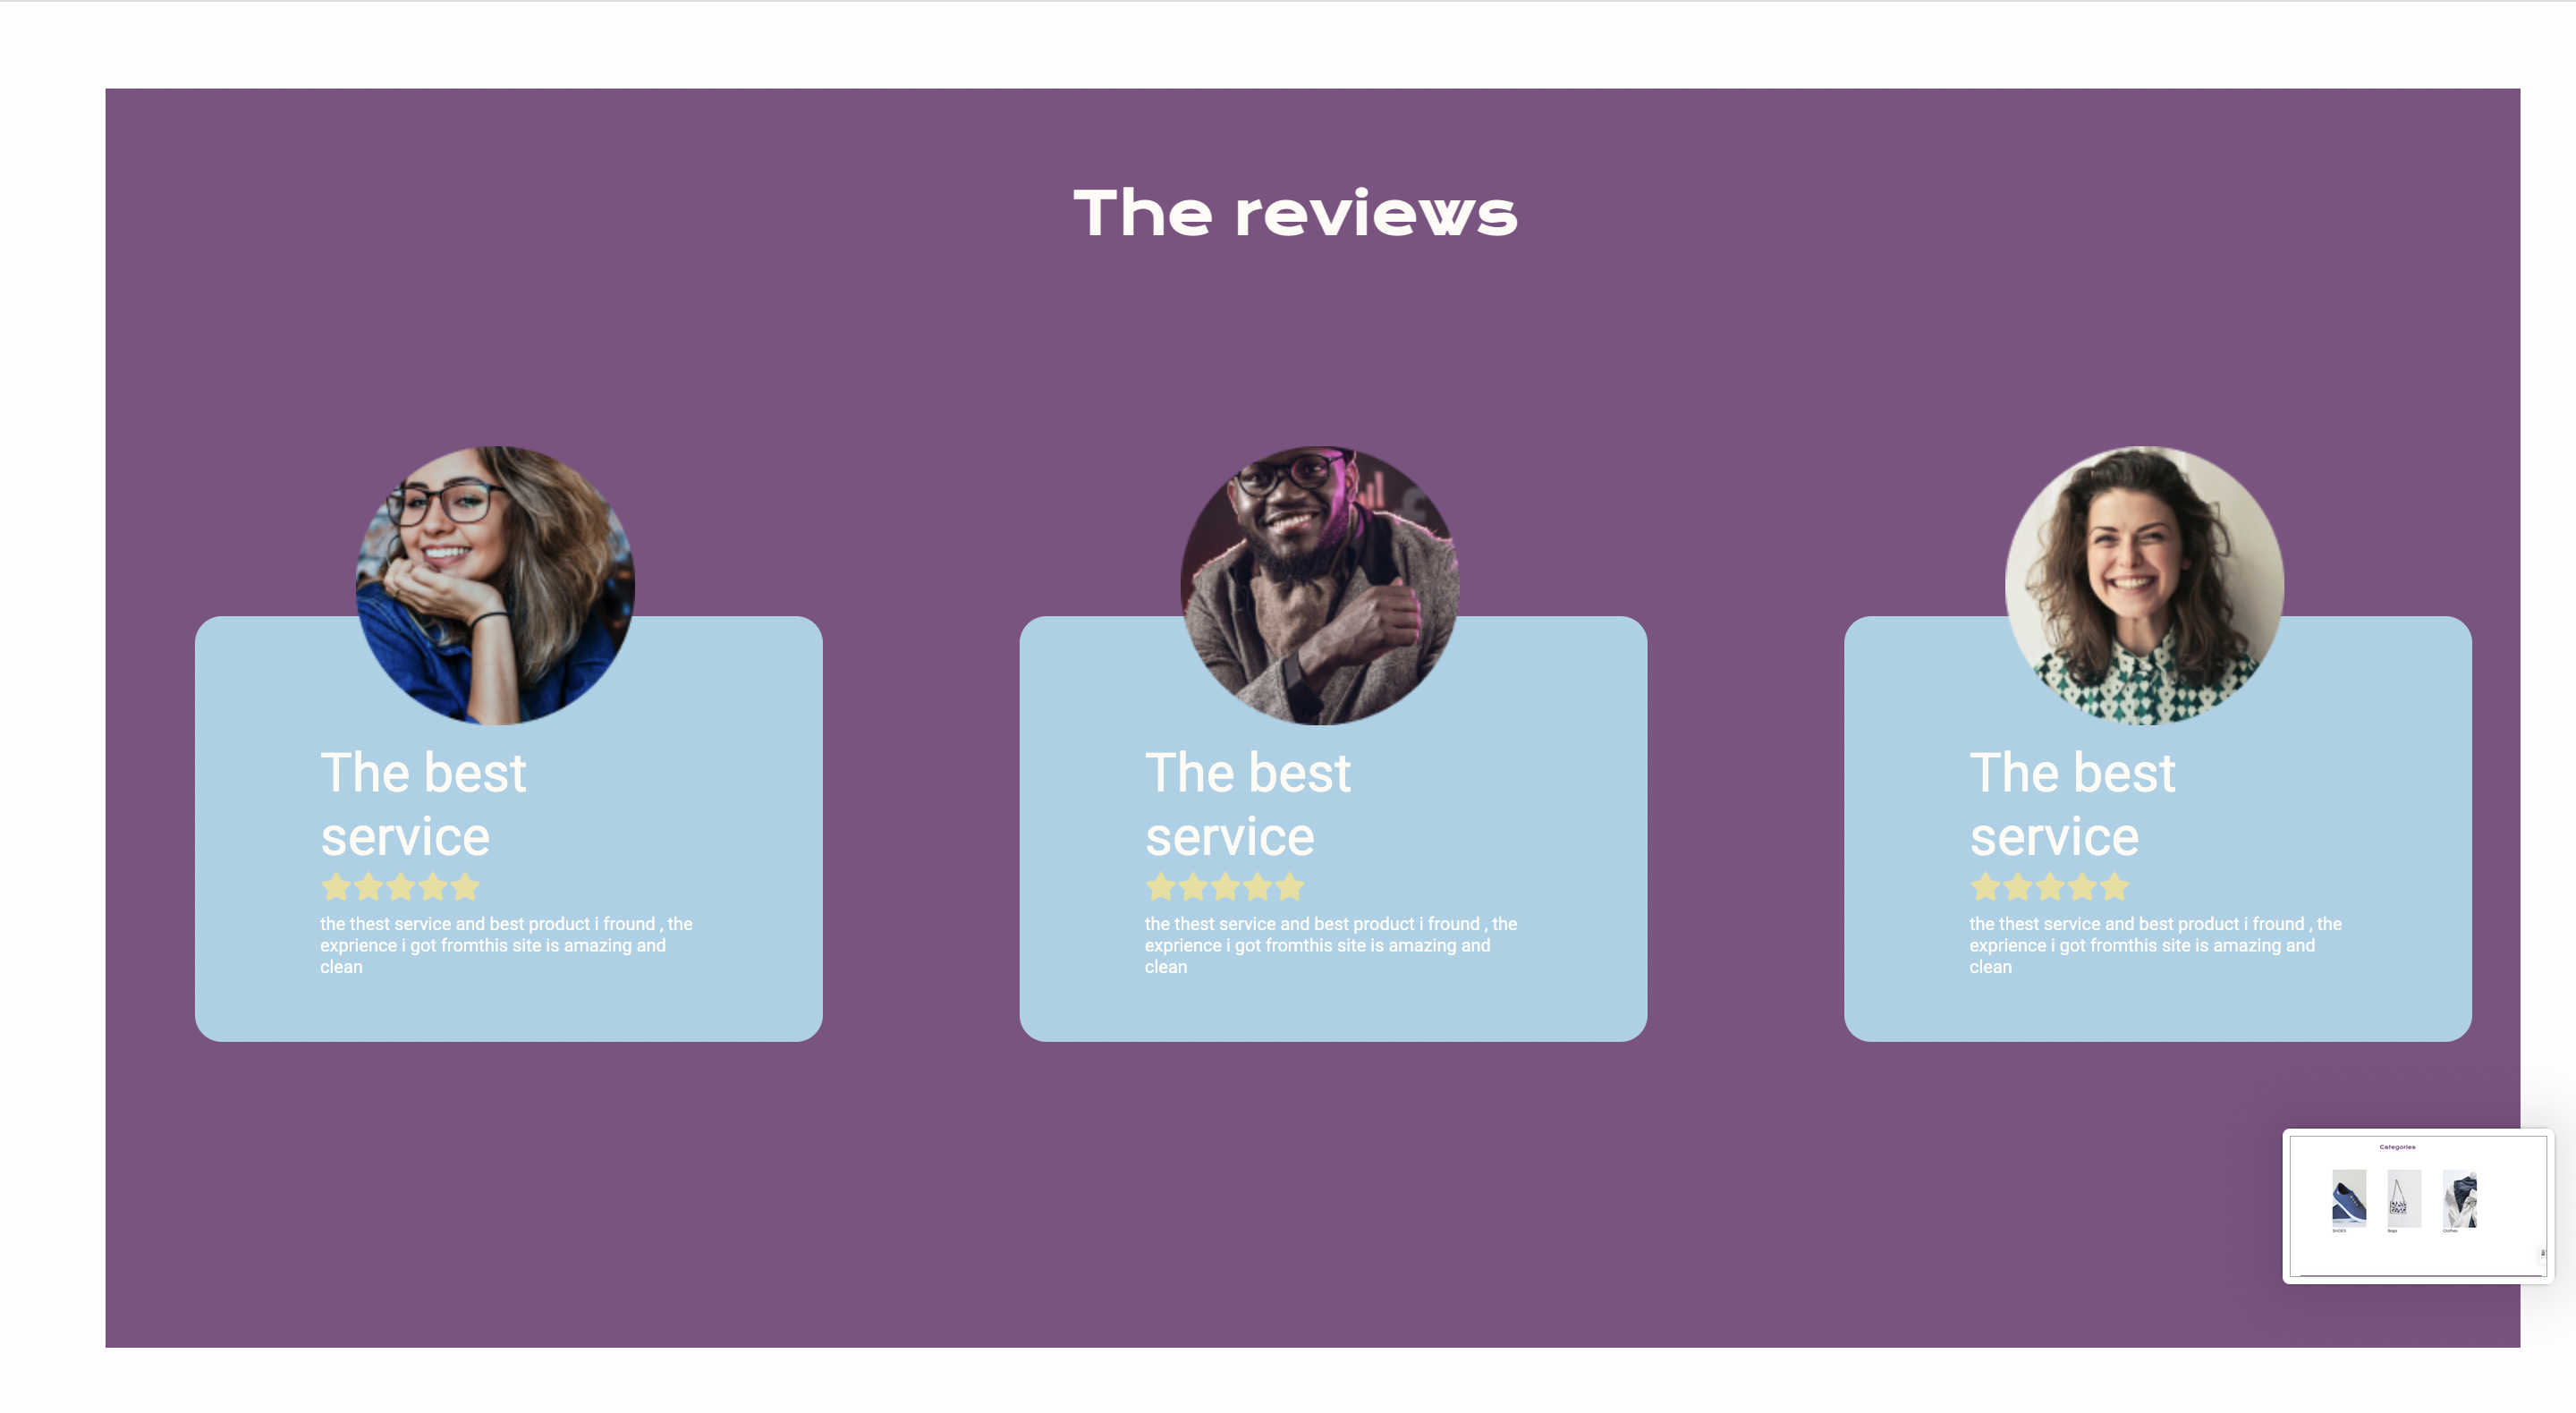 The reviews
The best
service
the thest service and best product i fround , the
exprience i got fromthis site is amazing and
clean
The best
service
the thest service and best product i fround , the
exprience i got fromthis site is amazing and
clean
The best
service
the thest service and best product i fround , the
exprience i got fromthis site is amazing and
clean
Categories
SHOES
Bags
Clothes